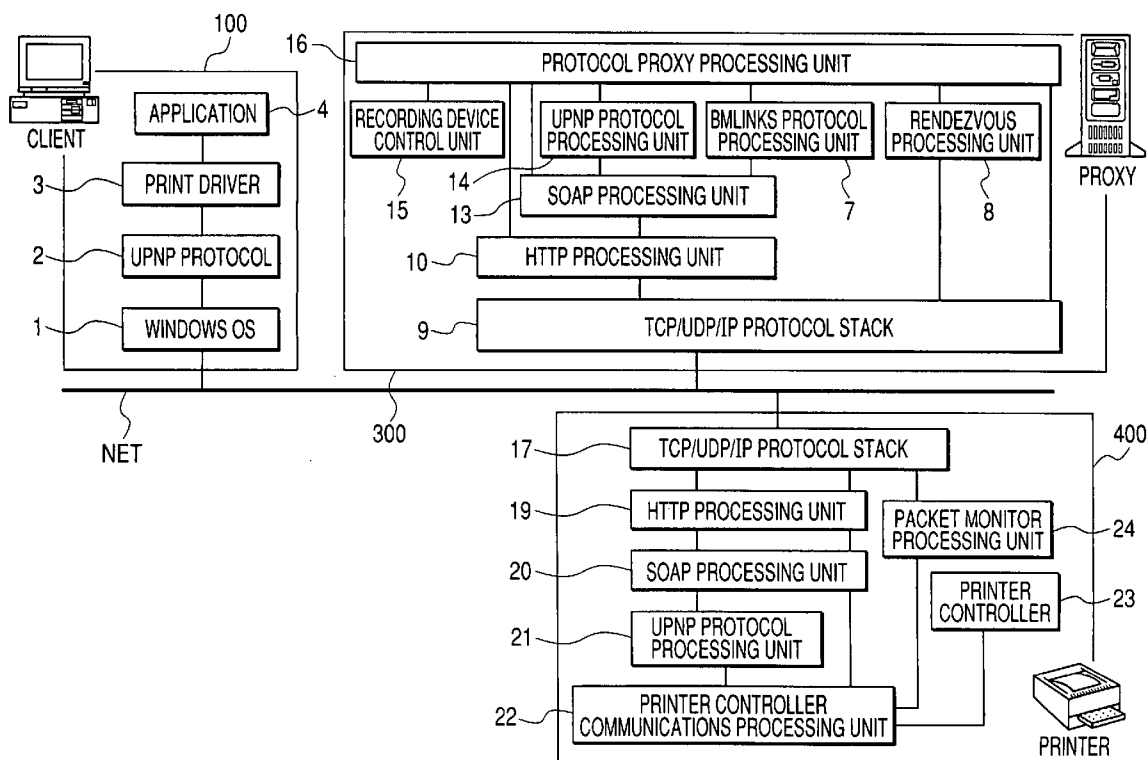 100
CLIENT
APPLICATION
4
3
PRINT DRIVER
2
UPNP PROTOCOL
1
WINDOWS OS
NET
16
PROTOCOL PROXY PROCESSING UNIT
RECORDING DEVICE
CONTROL UNIT
15
UPNP PROTOCOL
PROCESSING UNIT
14
BMLINKS PROTOCOL
PROCESSING UNIT
7
RENDEZVOUS
PROCESSING UNIT
8
PROXY
13
SOAP PROCESSING UNIT
10
HTTP PROCESSING UNIT
9
TCP/UDP/IP PROTOCOL STACK
300
400
17
TCP/UDP/IP PROTOCOL STACK
19
HTTP PROCESSING UNIT
PACKET MONITOR
PROCESSING UNIT
24
20
SOAP PROCESSING UNIT
PRINTER
CONTROLLER
23
21
UPNP PROTOCOL
PROCESSING UNIT
22
PRINTER CONTROLLER
COMMUNICATIONS PROCESSING UNIT
PRINTER